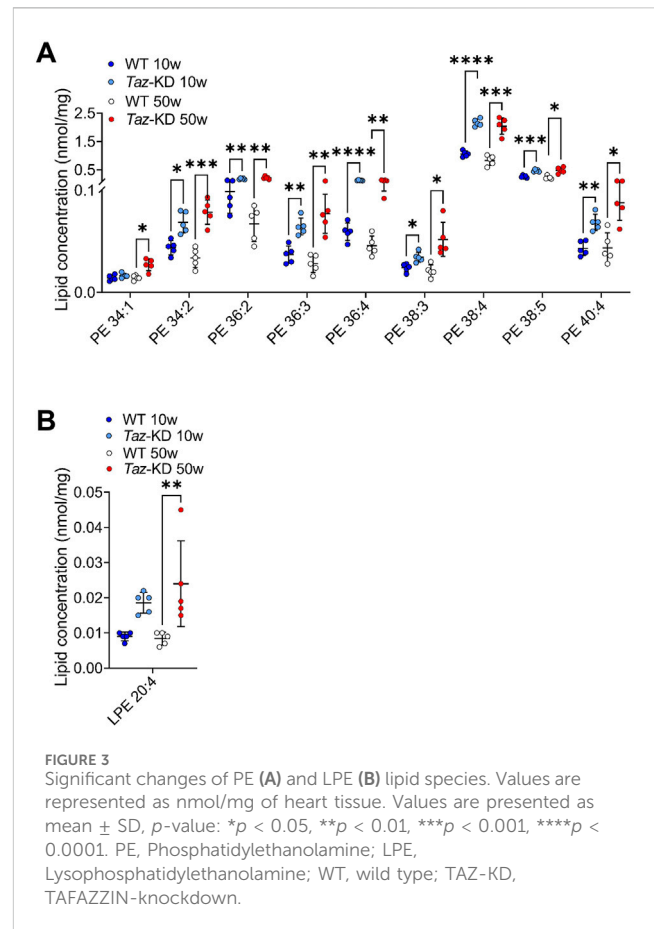 A
WT 10w
Taz-KD 10w
WT 50w
Taz-KD 50w
Lipid concentration (nmol/mg)
2.5
1.5
0.5
0.1
0.0
* * *** ** ** ** ** **** ** * * **** *** *** * ** *
PE 34:1
PE 34:2
PE 36:2
PE 36:3
PE 36:4
PE 38:3
PE 38:4
PE 38:5
PE 40:4
B
WT 10w
Taz-KD 10w
WT 50w
Taz-KD 50w
Lipid concentration (nmol/mg)
0.05
0.04
0.03
0.02
0.01
0.00
**
LPE 20:4
FIGURE 3
Significant changes of PE (A) and LPE (B) lipid species. Values are
represented as nmol/mg of heart tissue. Values are presented as
mean ± SD, p-value: *p < 0.05, **p < 0.01, ***p < 0.001, ****p <
0.0001. PE, Phosphatidylethanolamine; LPE,
Lysophosphatidylethanolamine; WT, wild type; TAZ-KD,
TAFAZZIN-knockdown.